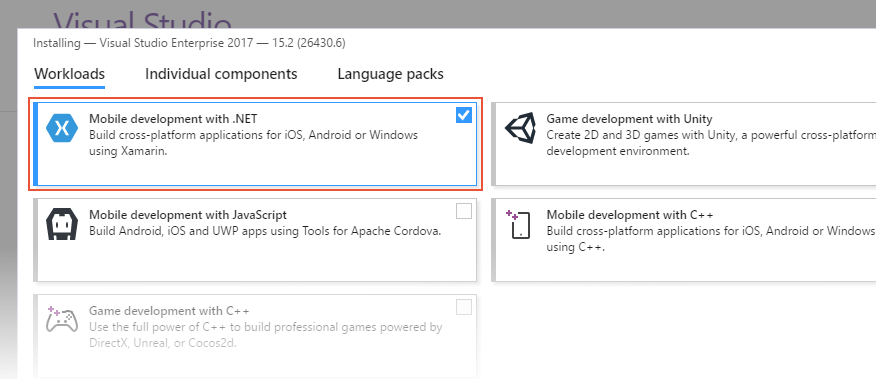 Visual Studio
Installing — Visual Studio Enterprise 2017 — 15.2 (26430.6)
Workloads
Individual components
Language packs
Mobile development with .NET
Build cross-platform applications for iOS, Android or Windows
using Xamarin.
Game development with Unity
Create 2D and 3D games with Unity, a powerful cross-platform
development environment.
Mobile development with JavaScript
Build Android, iOS and UWP apps using Tools for Apache Cordova.
Mobile development with C++
Build cross-platform applications for iOS, Android or Windows
using C++.
Game development with C++
Use the full power of C++ to build professional games powered by
DirectX, Unreal, or Cocos2d.